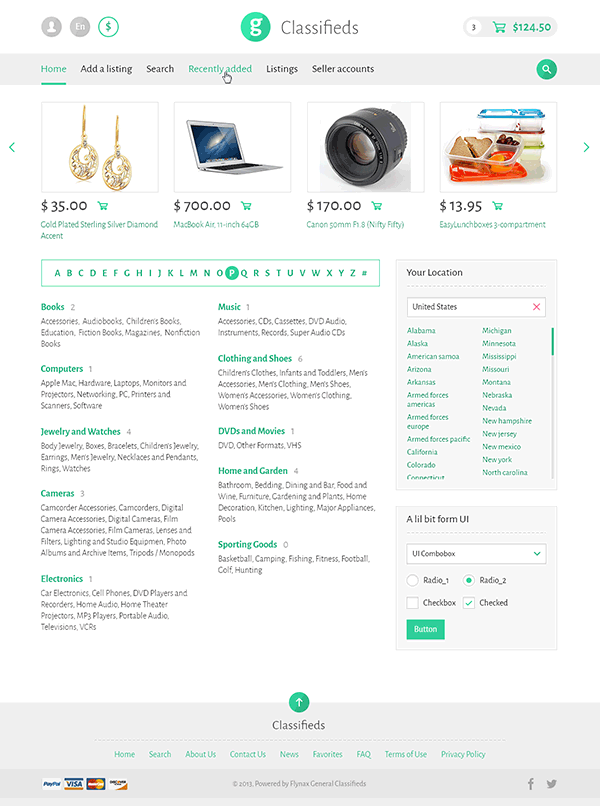 En
$
g
Classifieds
3
$124.50
Home
Add a listing
Search
Recently added
Listings
Seller accounts
$ 35.00
Gold Plated Sterling Silver Diamond
Accent
$ 700.00
MacBook Air, 11-inch 64GB
$ 170.00
Canon 50mm F1.8 (Nifty Fifty)
$ 13.95
EasyLunchboxes 3-compartment
A B C D E F G H I J K L M N O P Q R S T U V W X Y Z #
Books 2
Accessories, Audiobooks, Children's Books,
Education, Fiction Books, Magazines, Nonfiction
Books
Computers 1
Apple Mac, Hardware, Laptops, Monitors and
Projectors, Networking, PC, Printers and
Scanners, Software
Jewelry and Watches 4
Body Jewelry, Boxes, Bracelets, Children's Jewelry,
Earrings, Men's Jewelry, Necklaces and Pendants,
Rings, Watches
Cameras 3
Camcorder Accessories, Camcorders, Digital
Camera Accessories, Digital Cameras, Film
Camera Accessories, Film Cameras, Lenses and
Filters, Lighting and Studio Equipmen, Photo
Albums and Archive Items, Tripods / Monopods
Electronics 1
Car Electronics, Cell Phones, DVD Players and
Recorders, Home Audio, Home Theater
Projectors, MP3 Players, Portable Audio,
Televisions, VCRs
Music 1
Accessories, CDs, Cassettes, DVD Audio,
Instruments, Records, Super Audio CDs
Clothing and Shoes 6
Children's Clothes, Infants and Toddlers, Men's
Accessories, Men's Clothing, Men's Shoes,
Women's Accessories, Women's Clothing,
Women's Shoes
DVDs and Movies 1
DVD, Other Formats, VHS
Home and Garden 4
Bathroom, Bedding, Dining and Bar, Food and
Wine, Furniture, Gardening and Plants, Home
Decoration, Kitchen, Lighting, Major Appliances,
Pools
Sporting Goods 0
Basketball, Camping, Fishing, Fitness, Football,
Golf, Hunting
Your Location
United States
Alabama
Alaska
American samoa
Arizona
Arkansas
Armed forces
americas
Armed forces
europe
Armed forces pacific
California
Colorado
Connecticut
Michigan
Minnesota
Mississippi
Missouri
Montana
Nebraska
Nevada
New hampshire
New jersey
New mexico
New york
North carolina
A lil bit form UI
UI Combobox
Radio_1
Radio_2
Checkbox
Checked
Button
Classifieds
Home
Search
About Us
Contact Us
News
Favorites
FAQ
Terms of Use
Privacy Policy
PayPal
VISA
© 2013, Powered by Flynax General Classifieds